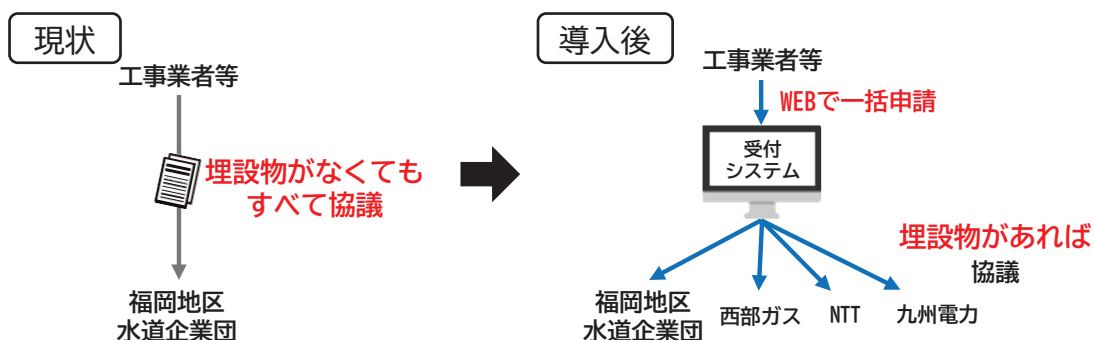 現状
工事業者等
埋設物がなくても
すべて協議
福岡地区
水道企業団
導入後
工事業者等
WEBで一括申請
受付
システム
埋設物があれば
協議
福岡地区
水道企業団
西部ガス
NTT
九州電力